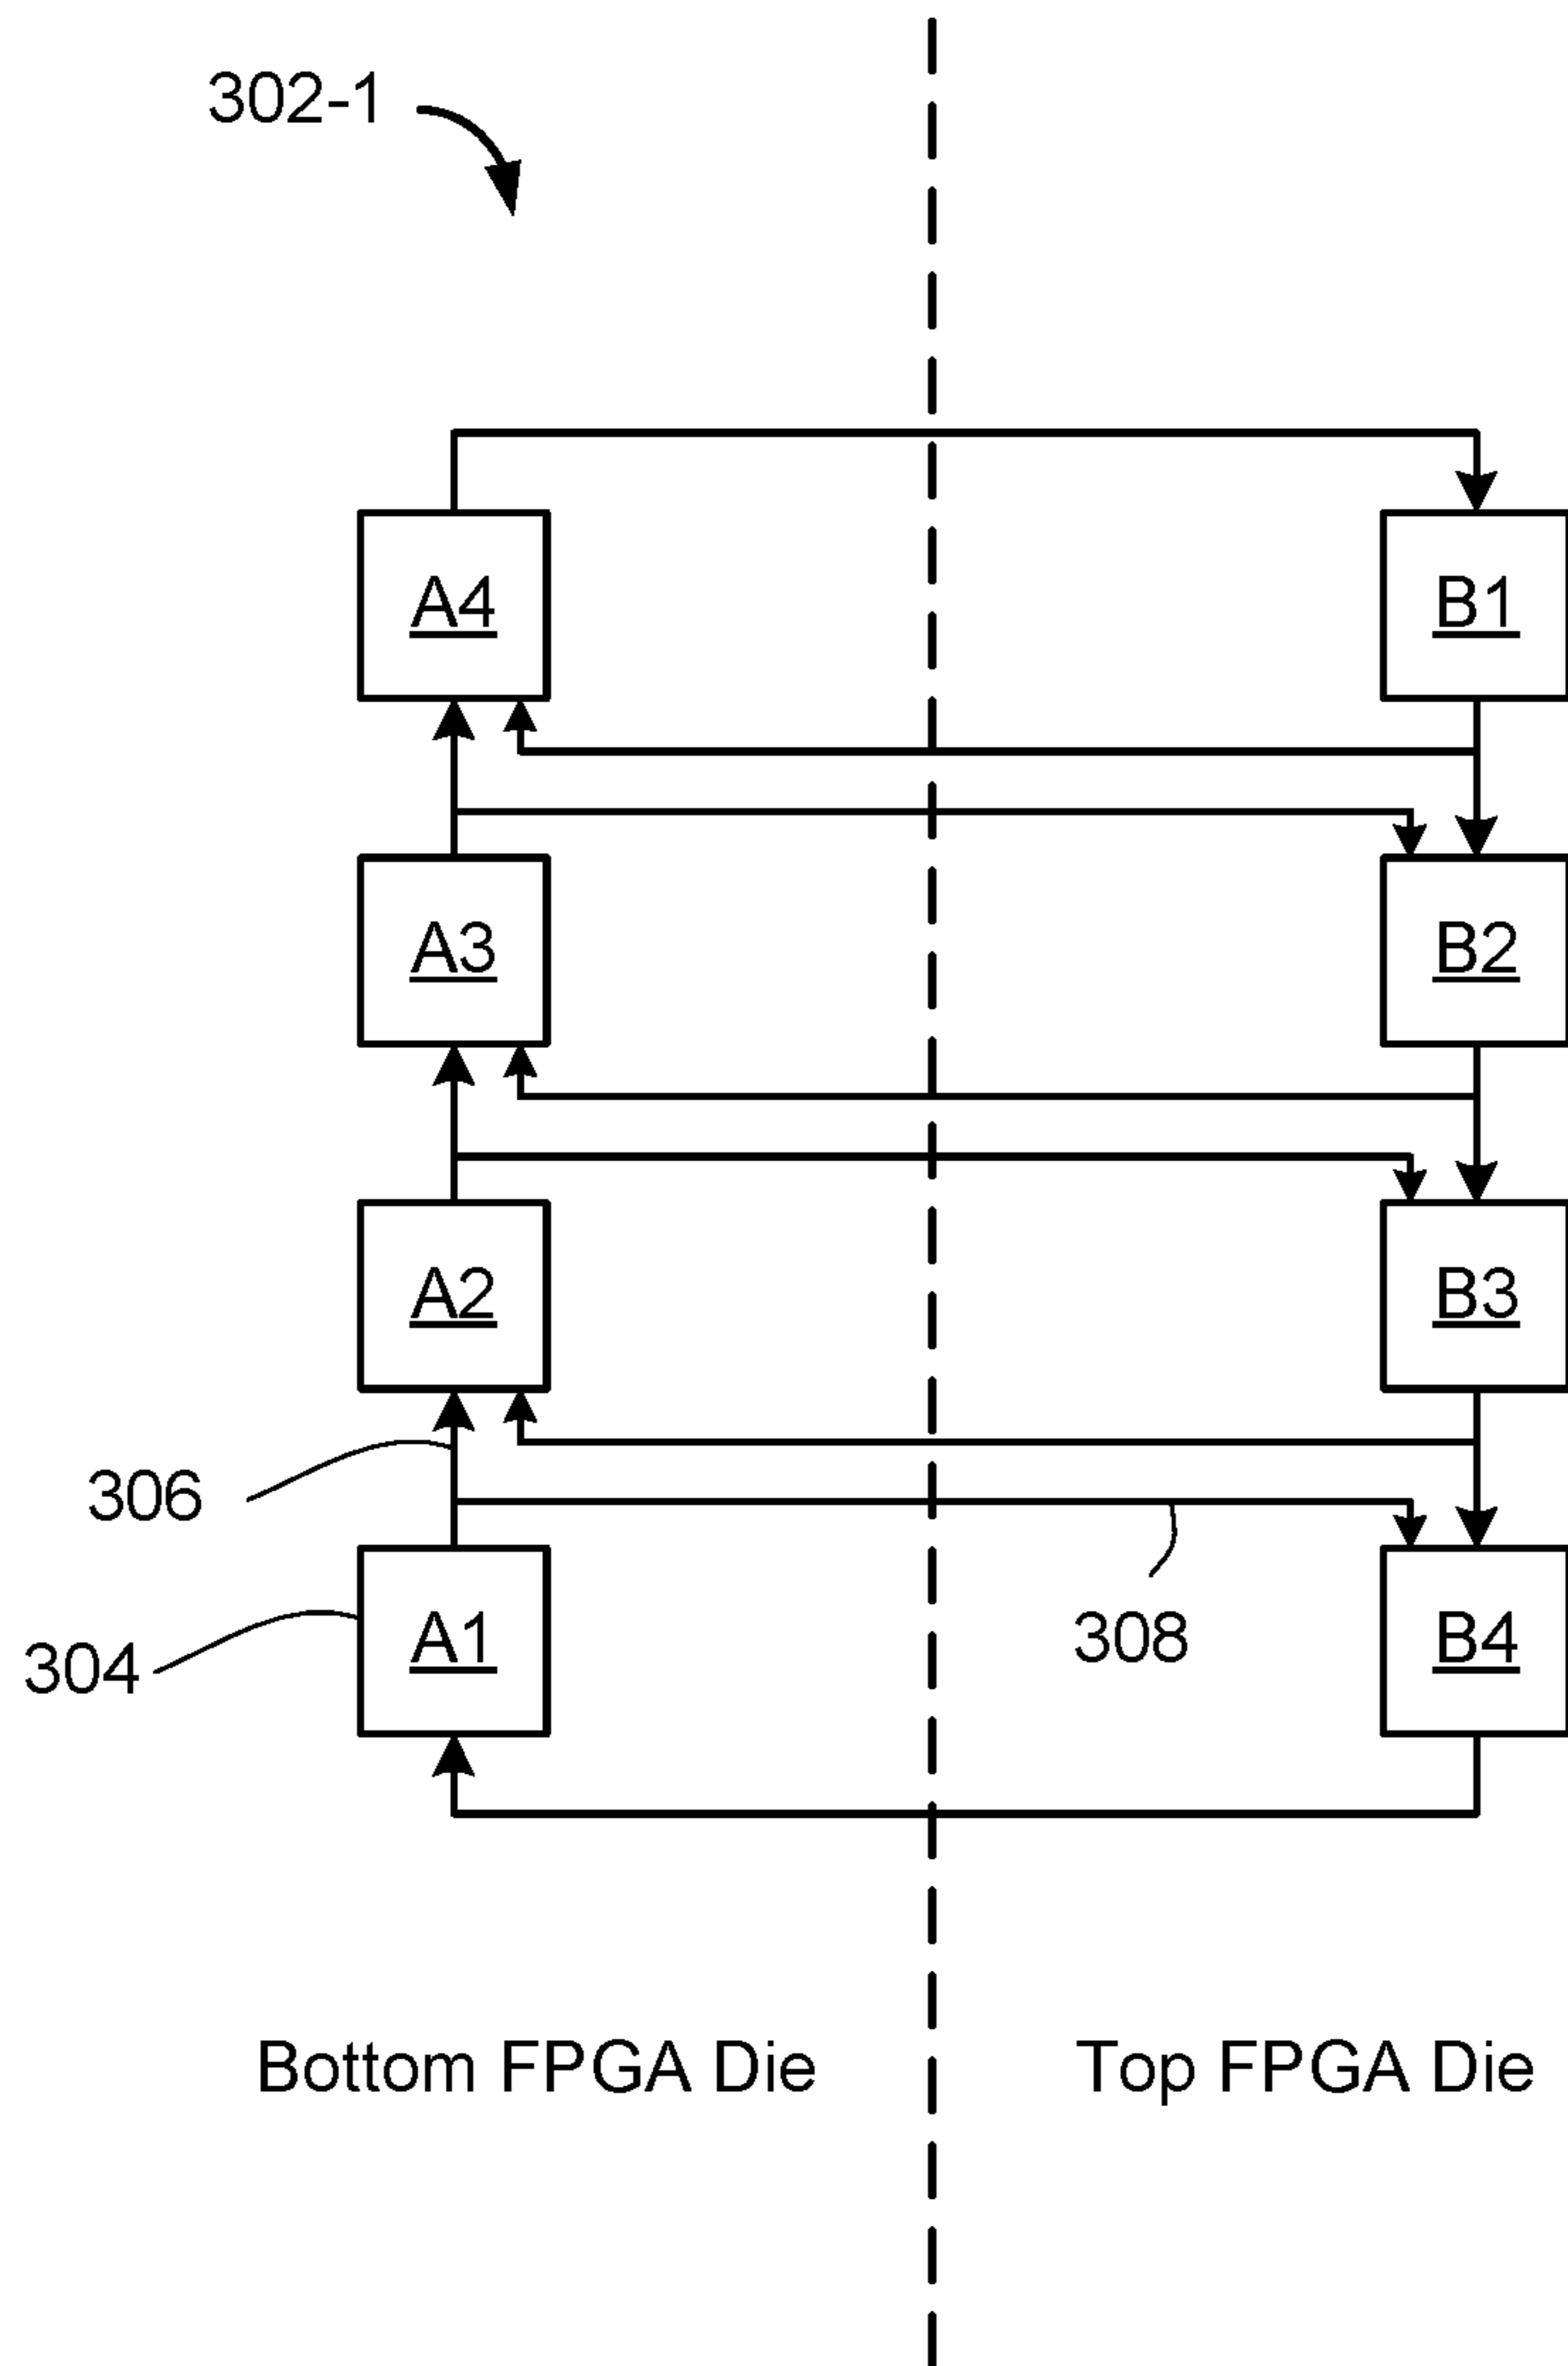 302-1
A4
B1
A3
B2
A2
B3
306
A1
B4
308
304
Bottom FPGA Die
Top FPGA Die